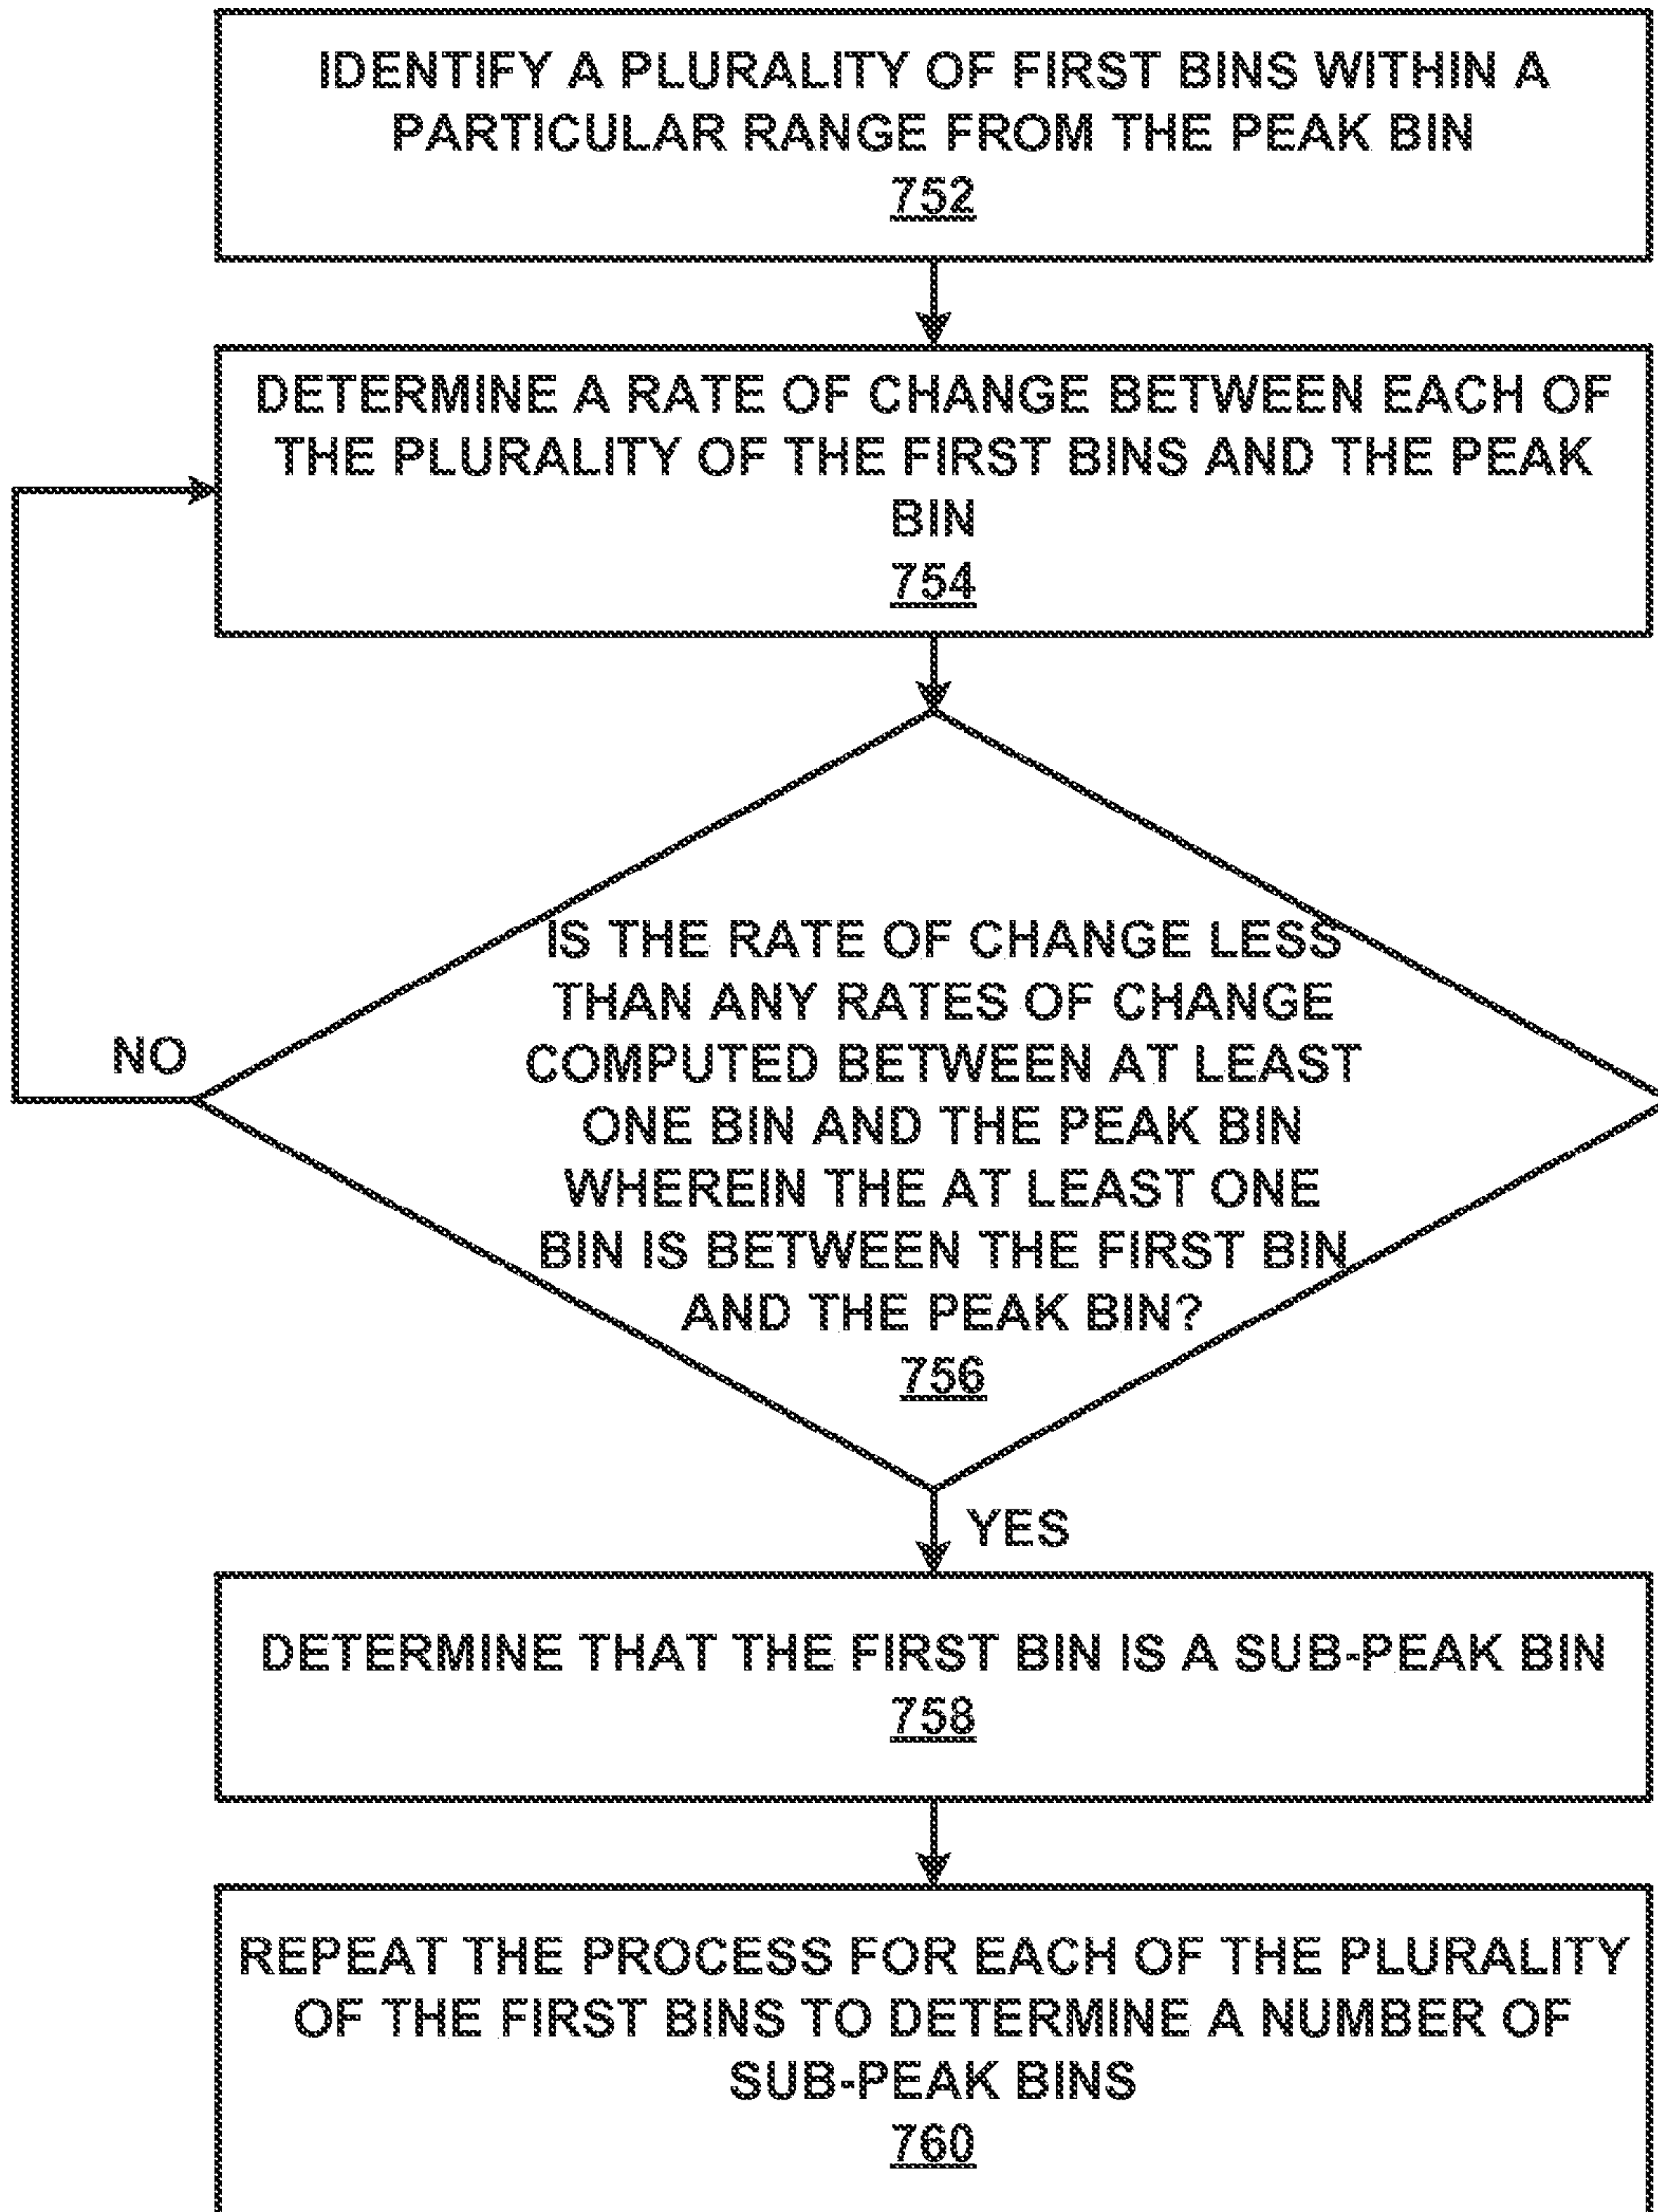 IDENTIFY A PLURALITY OF FIRST BINS WITHIN A
PARTICULAR RANGE FROM THE PEAK BIN
752
DETERMINE A RATE OF CHANGE BETWEEN EACH OF
THE PLURALITY OF THE FIRST BINS AND THE PEAK
BIN
754
IS THE RATE OF CHANGE LESS
THAN ANY RATES OF CHANGE
COMPUTED BETWEEN AT LEAST
ONE BIN AND THE PEAK BIN
WHEREIN THE AT LEAST ONE
BIN IS BETWEEN THE FIRST BIN
AND THE PEAK BIN?
756
NO
YES
DETERMINE THAT THE FIRST BIN IS A SUB-PEAK BIN
758
REPEAT THE PROCESS FOR EACH OF THE PLURALITY
OF THE FIRST BINS TO DETERMINE A NUMBER OF
SUB-PEAK BINS
760